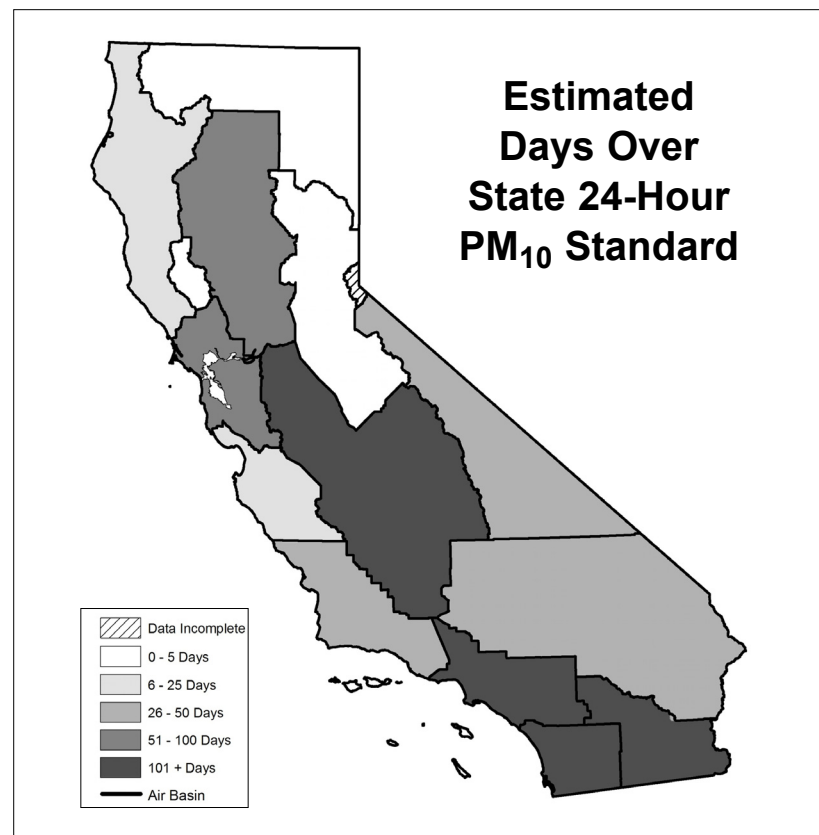 Estimated
Days Over
State 24-Hour
PM₁₀ Standard
Data Incomplete
0 - 5 Days
6 - 25 Days
26 - 50 Days
51 - 100 Days
101 + Days
Air Basin